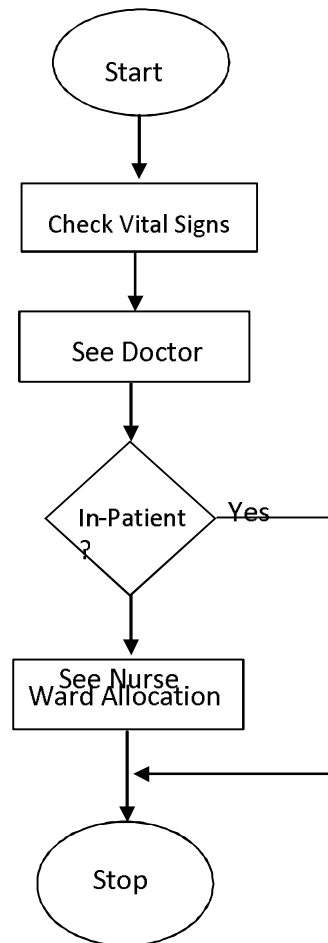 Start
Check Vital Signs
See Doctor
In-Patient
?
Yes
See Nurse
Ward Allocation
Stop